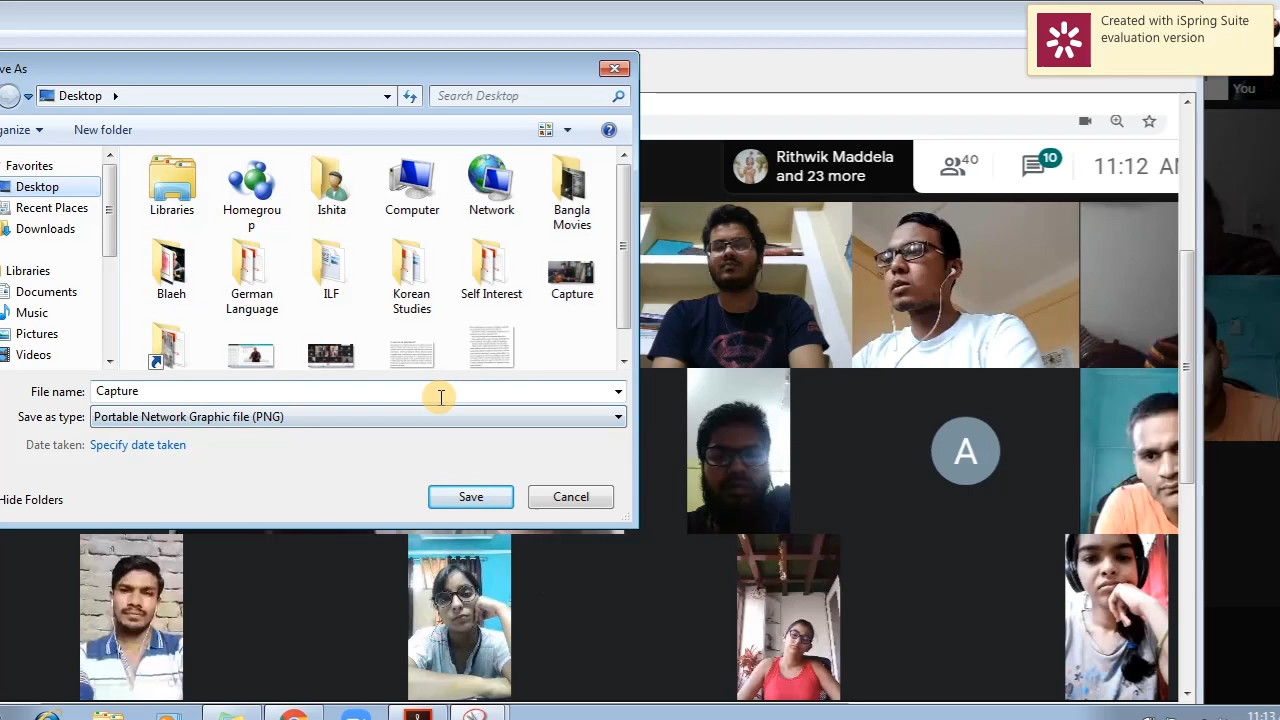 Created with iSpring Suite
evaluation version
You
ve As
Desktop
Search Desktop
ganize
New folder
Favorites
Desktop
Recent Places
Downloads
Libraries
Documents
Music
Pictures
Videos
Libraries
Homegrou
p
Ishita
Computer
Network
Bangla
Movies
Blaeh
German
Language
ILF
Korean
Studies
Self Interest
Capture
File name:
Capture
Save as type:
Portable Network Graphic file (PNG)
Date taken:
Specify date taken
Hide Folders
Save
Cancel
Rithwik Maddela
and 23 more
40
10
11:12 AM
A
11:13